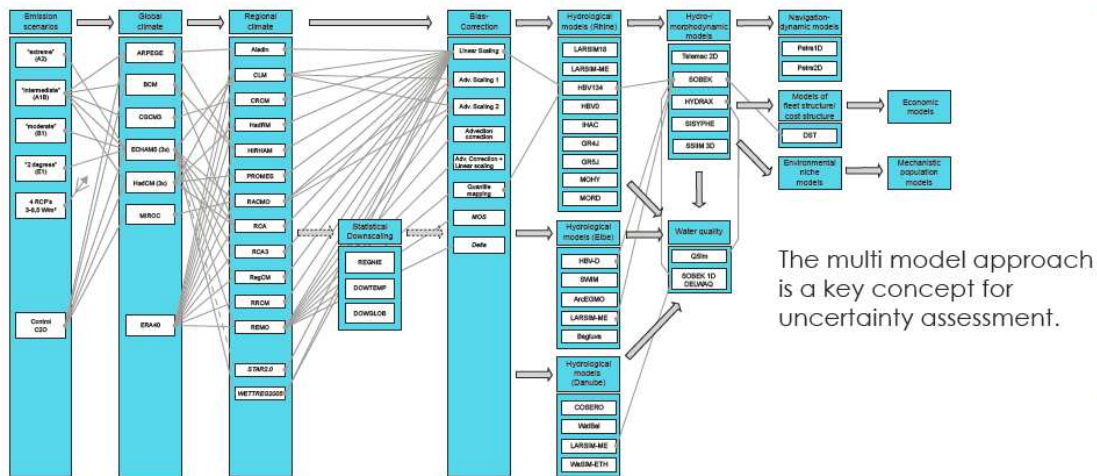 Emission
scenarios
"extreme"
(A2)
"intermediate"
(A1B)
"moderate"
(B1)
"2 degrees"
(E1)
4 RCP's
3-8,5 W/m²
Control
C20
Global
climate
ARPEGE
BCM
CGCM3
ECHAM5 (3x)
HadCM (3x)
MIROC
ERA40
Regional
climate
Aladin
CLM
CRCM
HadRM
HIRHAM
PROMES
RACMO
RCA
RCA3
RegCM
RRCM
REMO
STAR2.0
Statistical
Downscaling
REGHIE
DOWTEMP
DOWGLOB
Bias-
Correction
Linear Scaling
Adv. Scaling 1
Adv. Scaling 2
Advection
correction
Adv. Correction +
Linear scaling
Quantile
mapping
MOS
Delta
Hydrological
models (Rhine)
LARSIM18
LARSIM-ME
HBV134
HBV0
IHAC
GR4J
GR5J
MOHY
MORD
Hydrological
models (Elbe)
HBV-D
SWIM
ArcEGMO
LARSIM-ME
Hydrological
models
(Danube)
COSERO
WatBal
LARSIM-ME
WaSIM-ETH
Hydro-/
morphodynamic
models
Telemac 2D
SOBEK
HYDRAX
SISYPHE
SSIIM 3D
Water quality
QSim
SOBEK 1D
DELWAQ
Navigation-
dynamic models
Petra1D
Petra2D
Models of
fleet structure/
cost structure
DST
Environmental
niche
models
Economic
models
Mechanistic
population
models
The multi model approach
is a key concept for
uncertainty assessment.